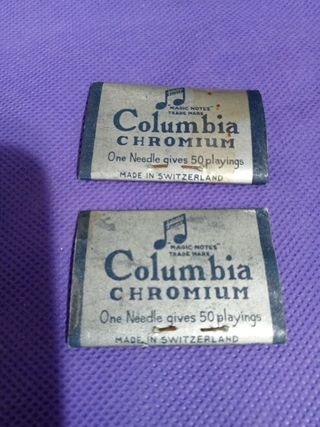 MAGIC NOTES
TRADE MARK
Columbia
CHROMIUM
One Needle gives 50 playings
MADE IN SWITZERLAND
MAGIC NOTES
TRADE MARK
Columbia
CHROMIUM
One Needle gives 50 playings
MADE IN SWITZERLAND